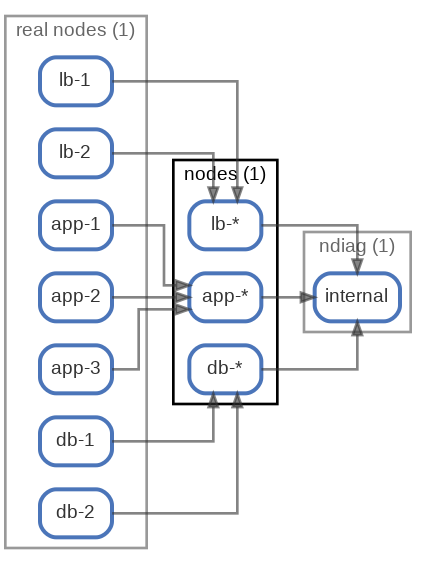 real nodes (1)
lb-1
lb-2
app-1
app-2
app-3
db-1
db-2
nodes (1)
lb-*
app-*
db-*
ndiag (1)
internal